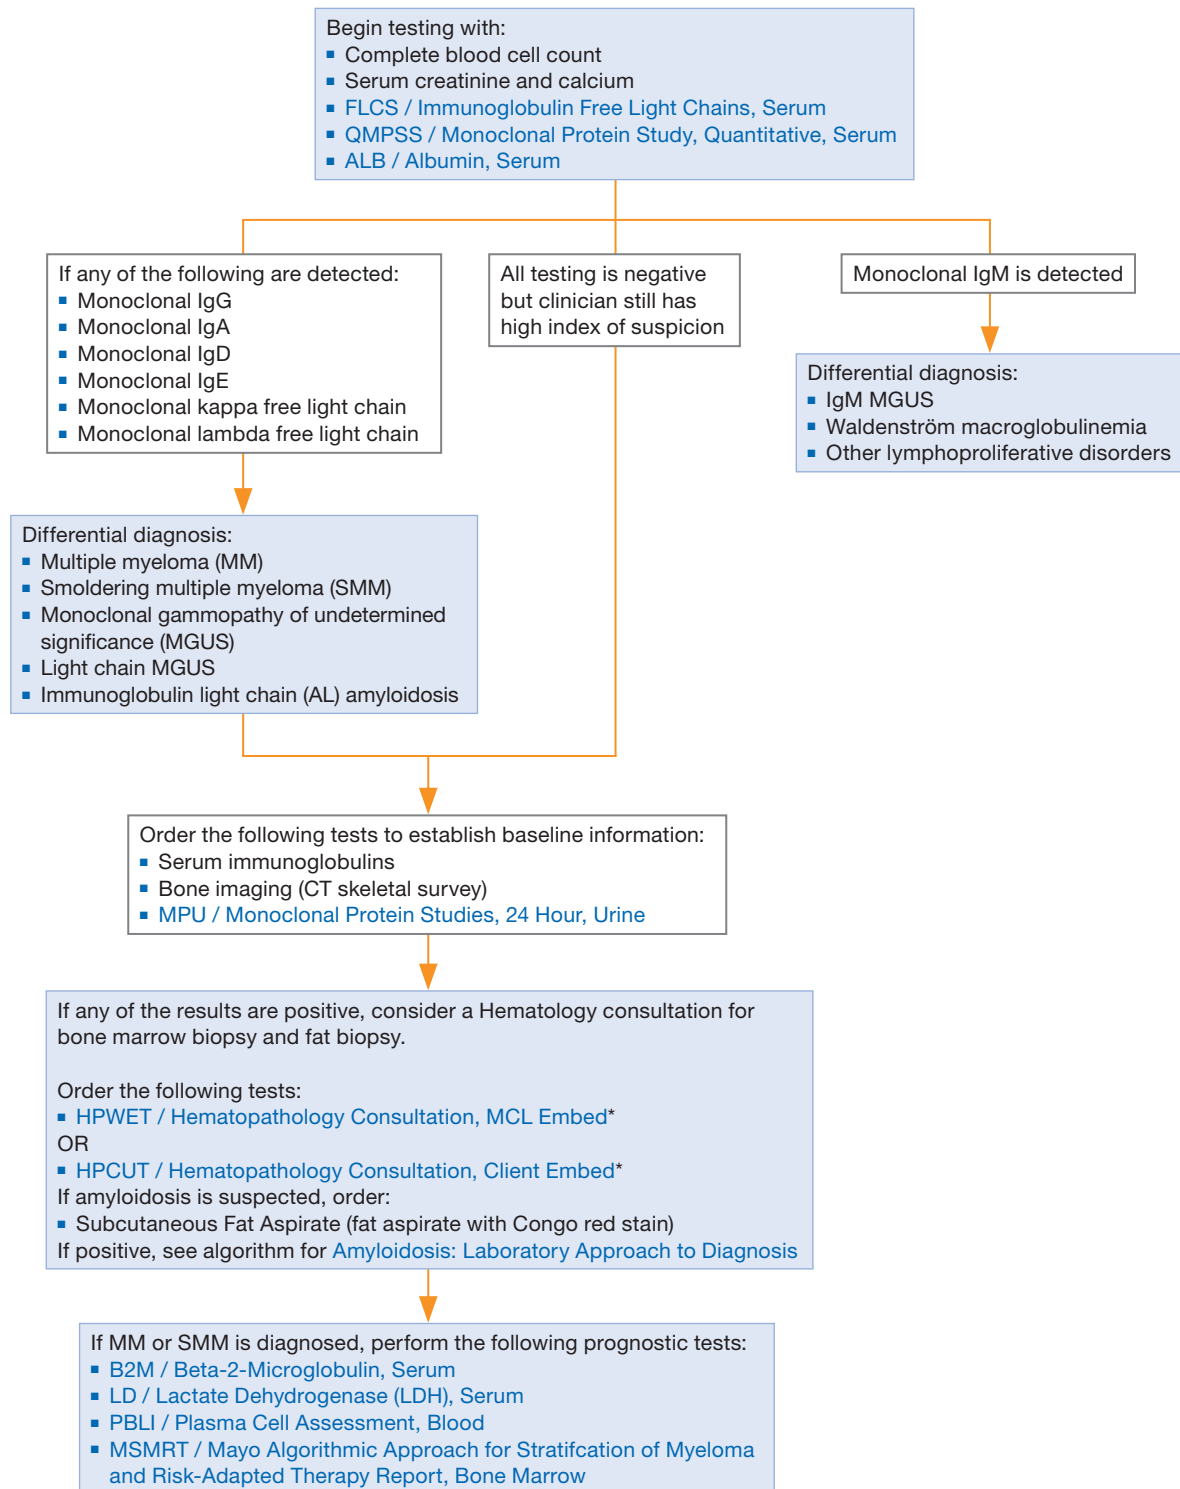 Begin testing with:
▪ Complete blood cell count
▪ Serum creatinine and calcium
▪ FLCS / Immunoglobulin Free Light Chains, Serum
▪ QMPSS / Monoclonal Protein Study, Quantitative, Serum
▪ ALB / Albumin, Serum
If any of the following are detected:
▪ Monoclonal IgG
▪ Monoclonal IgA
▪ Monoclonal IgD
▪ Monoclonal IgE
▪ Monoclonal kappa free light chain
▪ Monoclonal lambda free light chain
All testing is negative
but clinician still has
high index of suspicion
Monoclonal IgM is detected
Differential diagnosis:
▪ IgM MGUS
▪ Waldenström macroglobulinemia
▪ Other lymphoproliferative disorders
Differential diagnosis:
▪ Multiple myeloma (MM)
▪ Smoldering multiple myeloma (SMM)
▪ Monoclonal gammopathy of undetermined
significance (MGUS)
▪ Light chain MGUS
▪ Immunoglobulin light chain (AL) amyloidosis
Order the following tests to establish baseline information:
▪ Serum immunoglobulins
▪ Bone imaging (CT skeletal survey)
▪ MPU / Monoclonal Protein Studies, 24 Hour, Urine
If any of the results are positive, consider a Hematology consultation for
bone marrow biopsy and fat biopsy.
Order the following tests:
▪ HPWET / Hematopathology Consultation, MCL Embed*
OR
▪ HPCUT / Hematopathology Consultation, Client Embed*
If amyloidosis is suspected, order:
▪ Subcutaneous Fat Aspirate (fat aspirate with Congo red stain)
If positive, see algorithm for Amyloidosis: Laboratory Approach to Diagnosis
If MM or SMM is diagnosed, perform the following prognostic tests:
▪ B2M / Beta-2-Microglobulin, Serum
▪ LD / Lactate Dehydrogenase (LDH), Serum
▪ PBLI / Plasma Cell Assessment, Blood
▪ MSMRT / Mayo Algorithmic Approach for Stratifcation of Myeloma
and Risk-Adapted Therapy Report, Bone Marrow